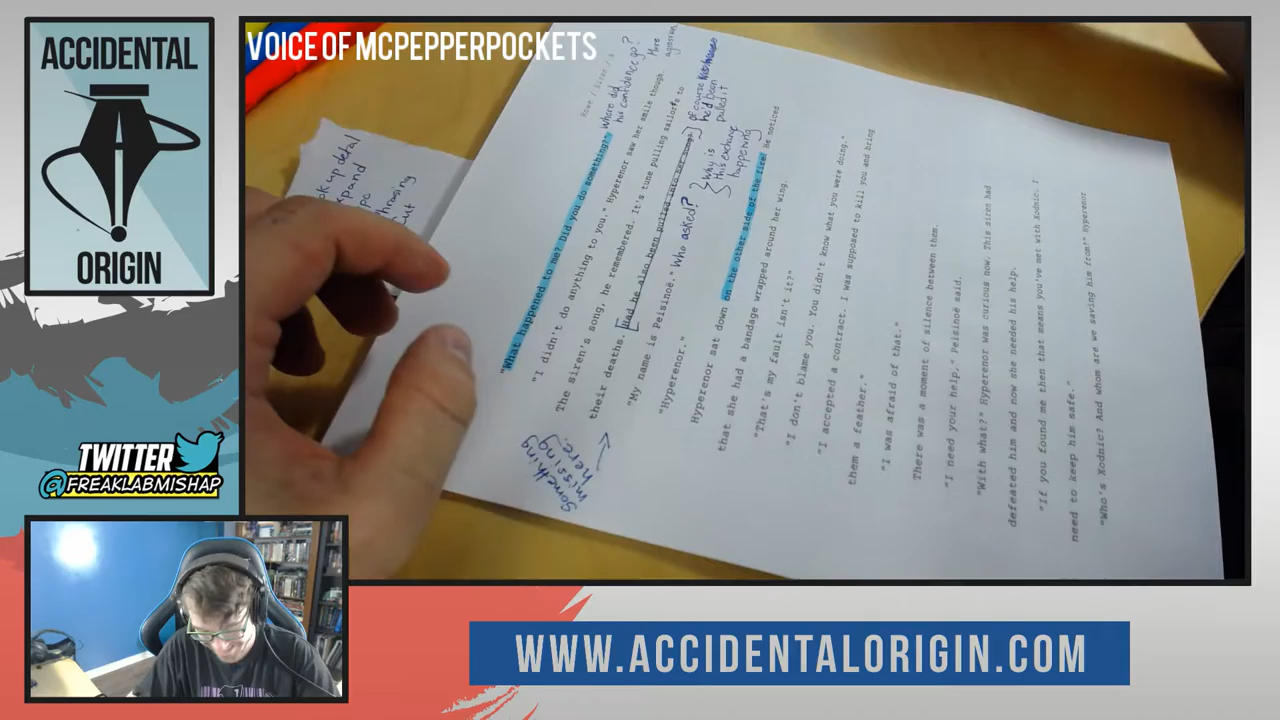 VOICE OF MCPEPPERPOCKETS
ACCIDENTAL
ORIGIN
TWITTER
@FREAKLABMISHAP
WWW.ACCIDENTALORIGIN.COM
up detal
"What happened to me? Did you do something?"
where did
his confidence go?
More
"I didn't do anything to you." Hyperenor saw her smile though.
The siren's song, he remembered. It's tune pulling sailors to
their deaths. [Had he also been pulled into her song?]
of course
he'd been
pulled it
something
missing
here.
"My name is Peisinoë." Who asked?
} Why is
this exchange
happening
"Hyperenor."
Hyperenor sat down on the other side of the fire. He noticed
that she had a bandage wrapped around her wing.
"That's my fault isn't it?"
"I don't blame you. You didn't know what you were doing."
"I accepted a contract. I was supposed to kill you and bring
them a feather."
"I was afraid of that."
There was a moment of silence between them.
"I need your help," Peisinoë said.
"With what?" Hyperenor was curious now. This siren had
defeated him and now she needed his help.
"If you found me then that means you've met with Xodnic. I
need to keep him safe."
"Who's Xodnic? And whom are we saving him from?" Hyperenor